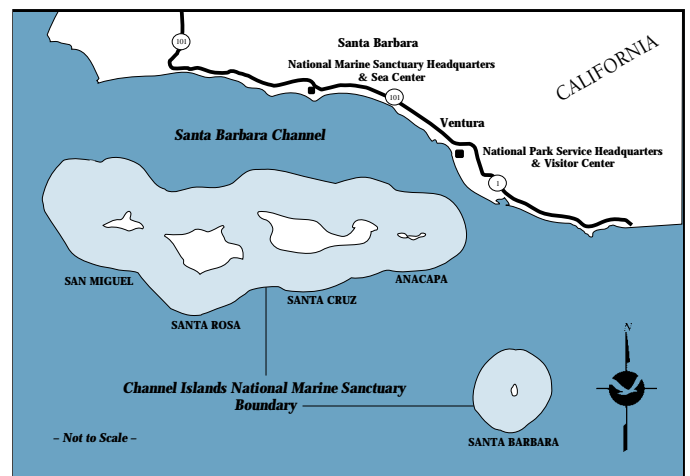 101
Santa Barbara
National Marine Sanctuary Headquarters
& Sea Center
CALIFORNIA
101
Ventura
Santa Barbara Channel
National Park Service Headquarters
& Visitor Center
1
SAN MIGUEL
SANTA ROSA
SANTA CRUZ
ANACAPA
N
Channel Islands National Marine Sanctuary
Boundary
– Not to Scale –
SANTA BARBARA